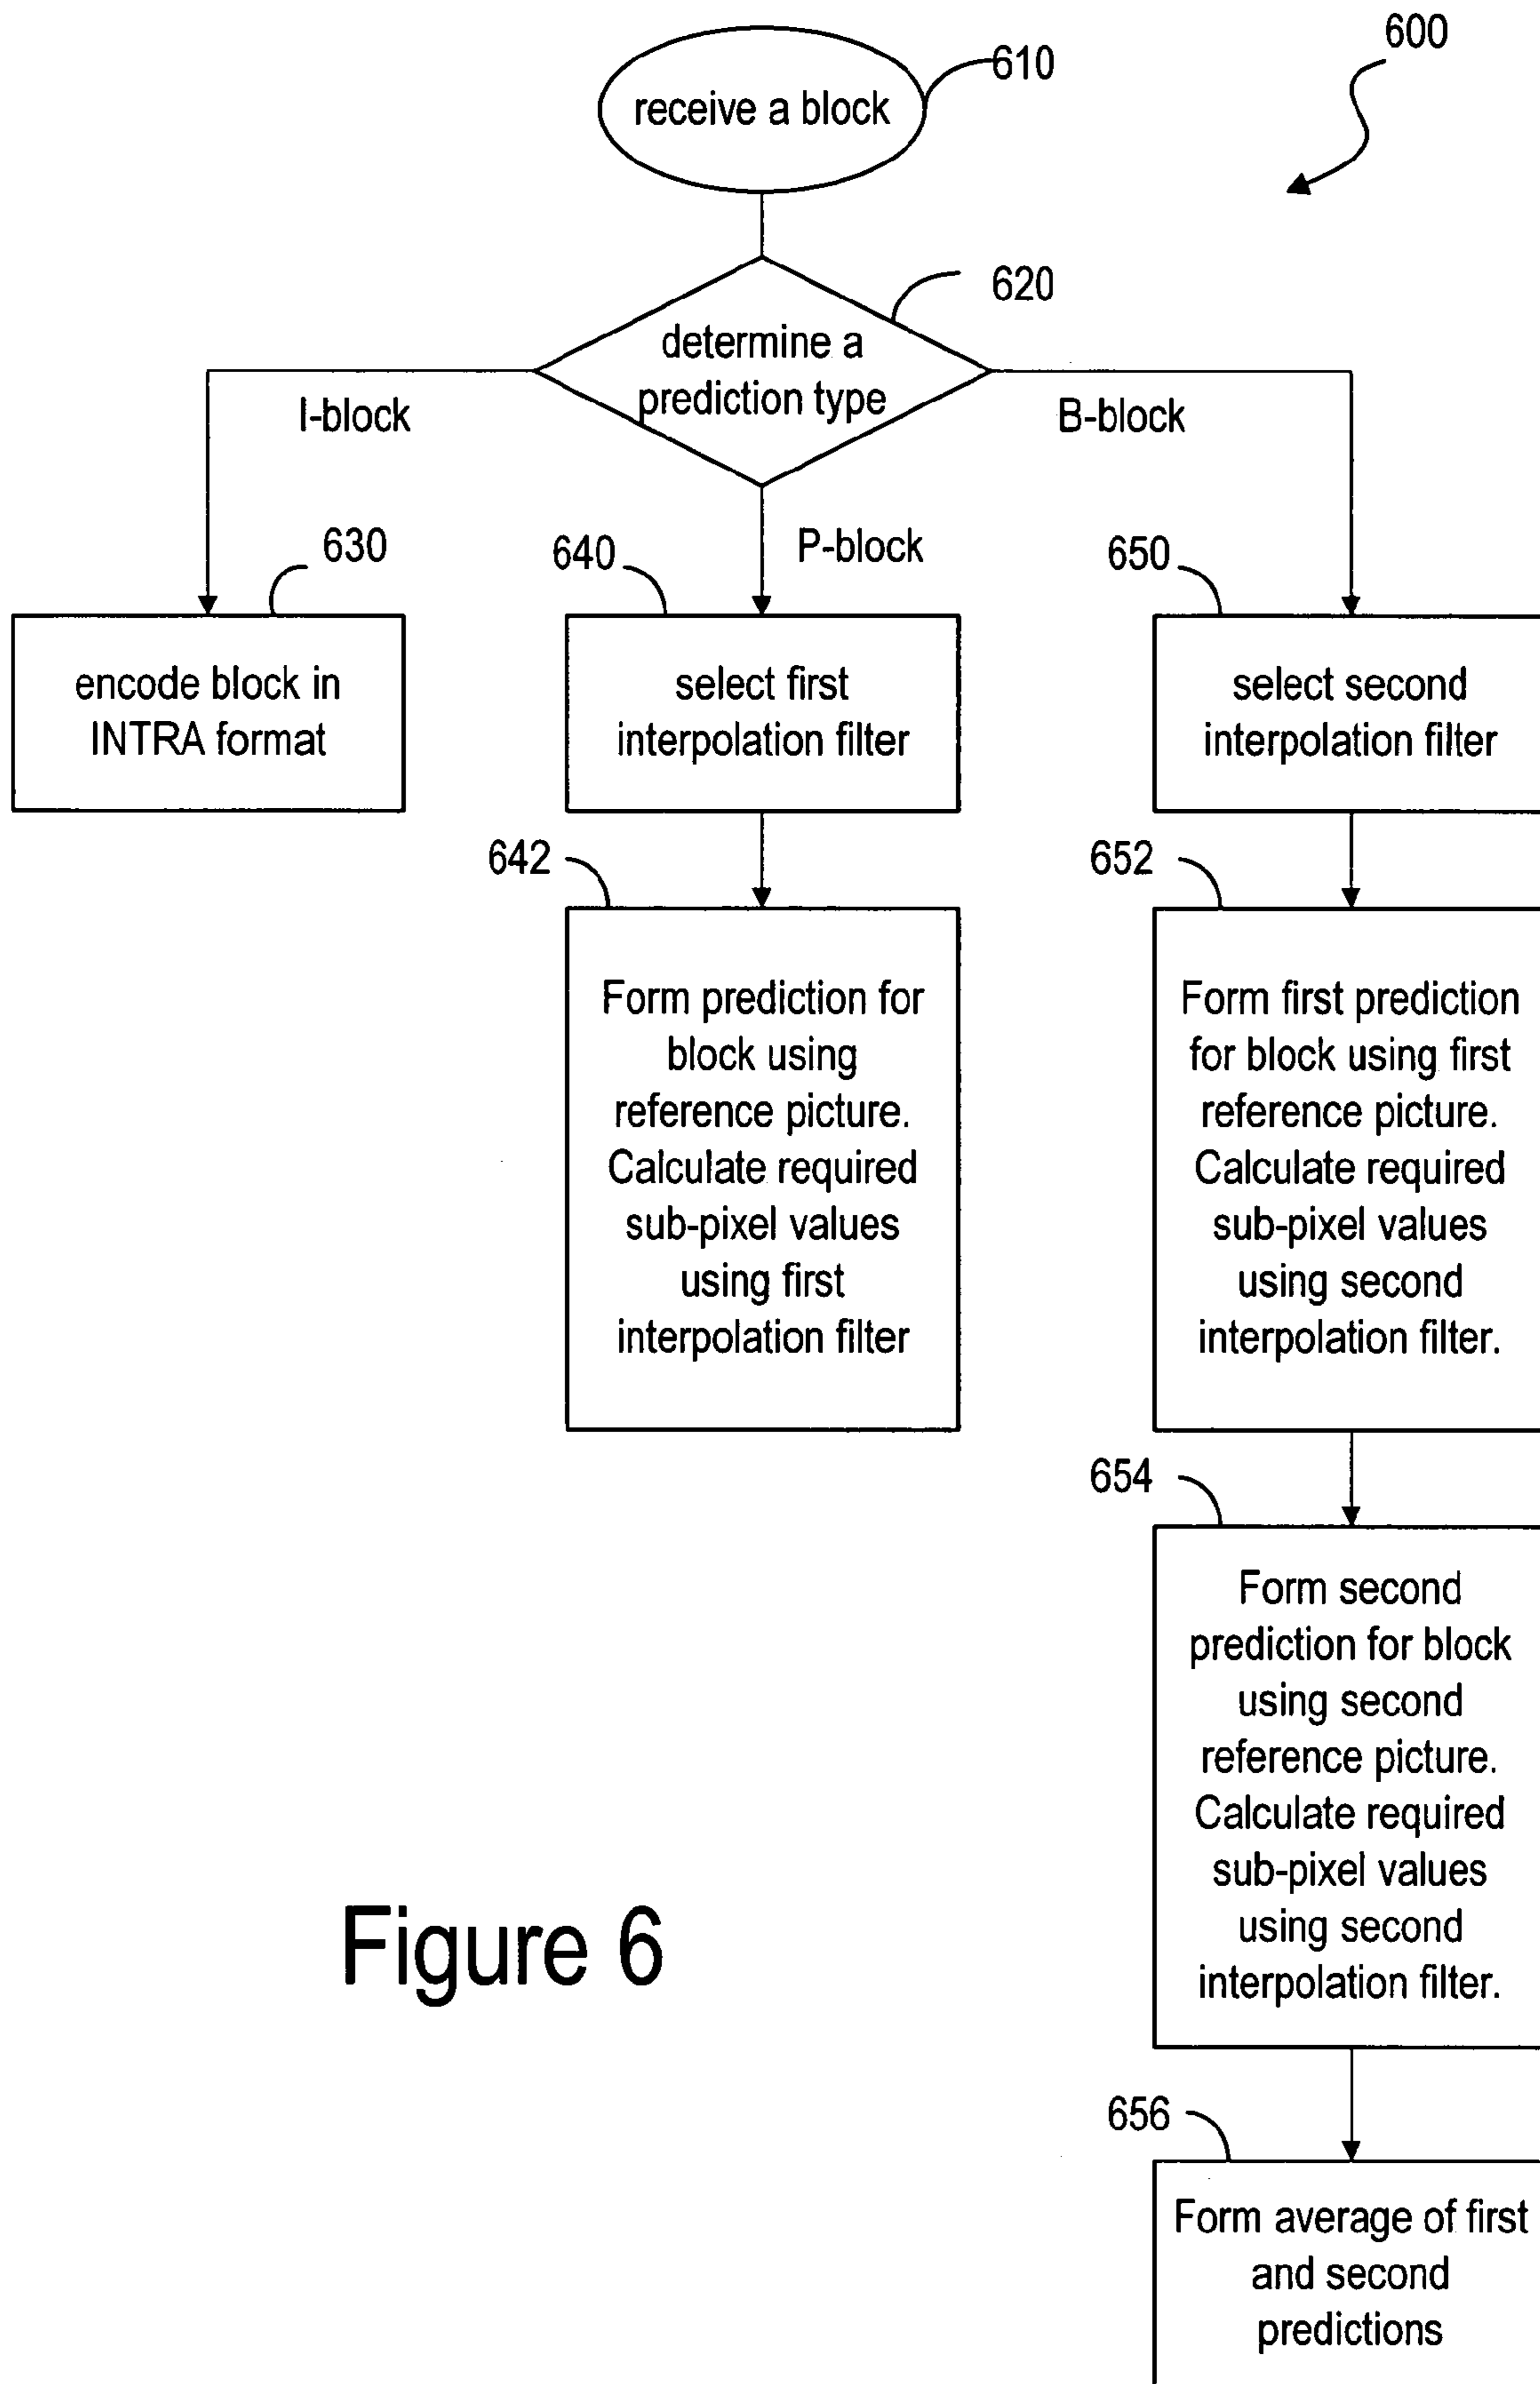 600
610
receive a block
620
determine a
prediction type
I-block
B-block
P-block
630
encode block in
INTRA format
640
select first
interpolation filter
650
select second
interpolation filter
642
Form prediction for
block using
reference picture.
Calculate required
sub-pixel values
using first
interpolation filter
652
Form first prediction
for block using first
reference picture.
Calculate required
sub-pixel values
using second
interpolation filter.
654
Form second
prediction for block
using second
reference picture.
Calculate required
sub-pixel values
using second
interpolation filter.
656
Form average of first
and second
predictions
Figure 6